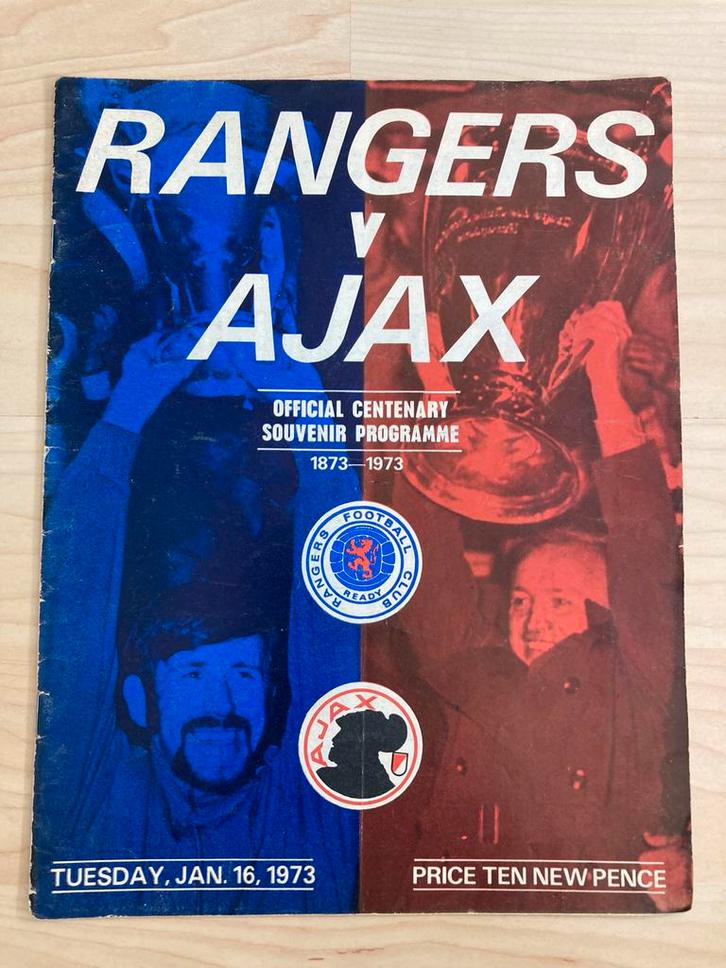 RANGERS
V
AJAX
OFFICIAL CENTENARY
SOUVENIR PROGRAMME
1873—1973
RANGERS FOOTBALL CLUB
READY
AJAX
TUESDAY, JAN. 16, 1973
PRICE TEN NEW PENCE